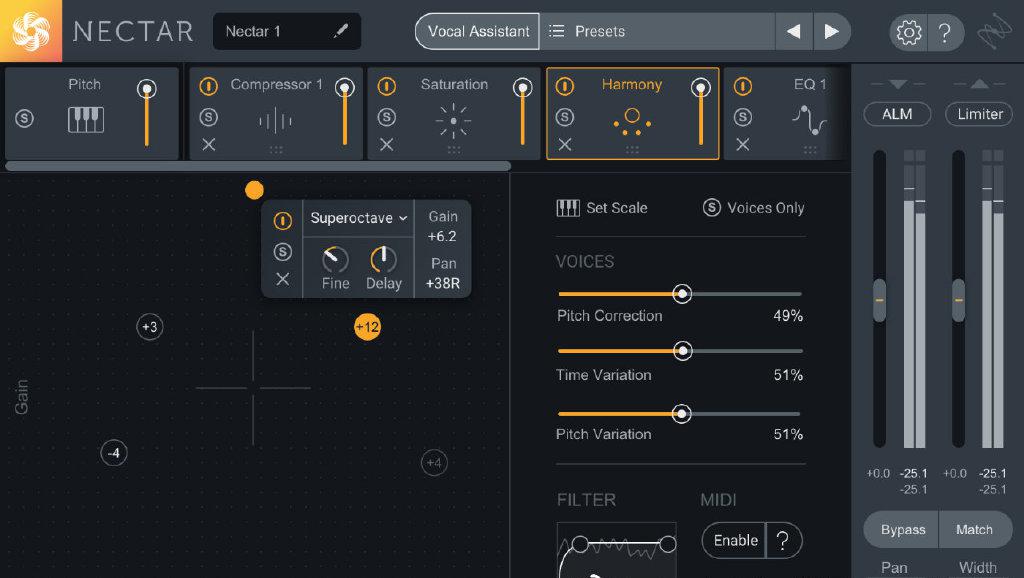 NECTAR
Nectar 1
Vocal Assistant
Presets
?
Pitch
S
Compressor 1
S
Saturation
S
Harmony
S
EQ 1
S
ALM
Limiter
Superoctave
S
Fine
Delay
Gain
+6.2
Pan
+38R
+3
+12
-4
+4
Gain
Set Scale
S
Voices Only
VOICES
Pitch Correction
49%
Time Variation
51%
Pitch Variation
51%
FILTER
MIDI
Enable
?
+0.0
-25.1
+0.0
-25.1
-25.1
-25.1
Bypass
Match
Pan
Width